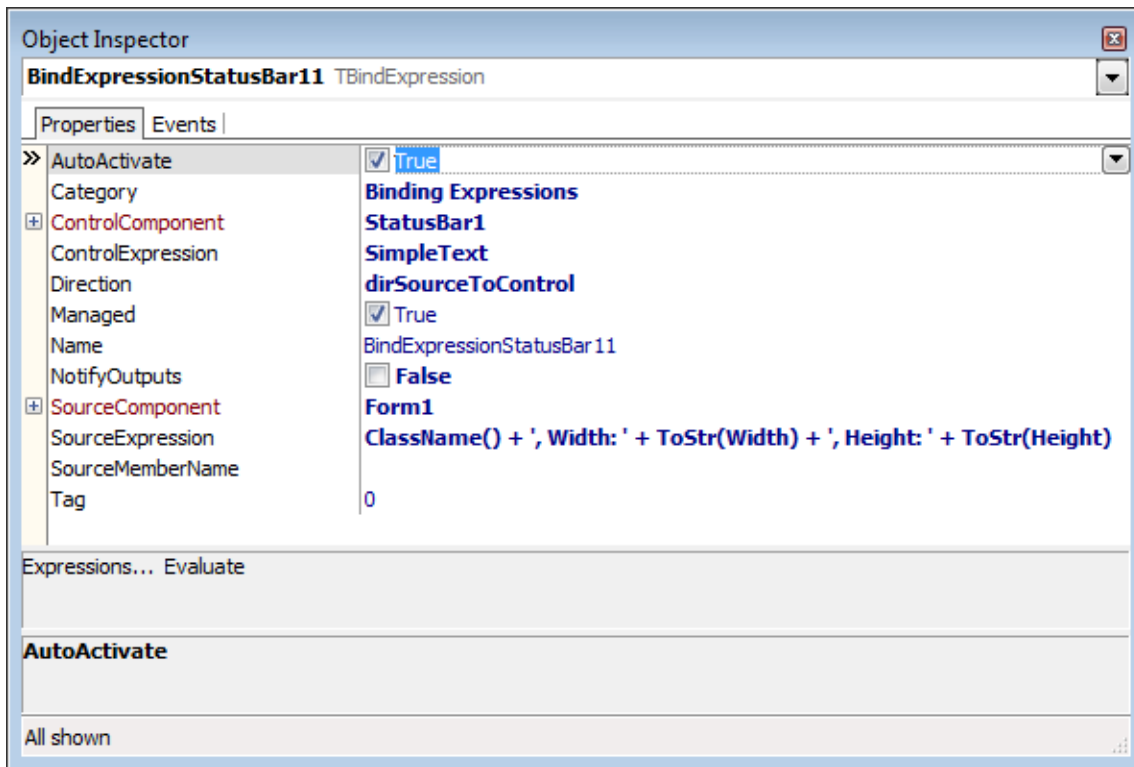 Object Inspector
BindExpressionStatusBar11 TBindExpression
Properties Events
AutoActivate True
Category Binding Expressions
ControlComponent StatusBar1
ControlExpression SimpleText
Direction dirSourceToControl
Managed True
Name BindExpressionStatusBar11
NotifyOutputs False
SourceComponent Form1
SourceExpression ClassName() + ', Width: ' + ToStr(Width) + ', Height: ' + ToStr(Height)
SourceMemberName
Tag 0
Expressions... Evaluate
AutoActivate
All shown